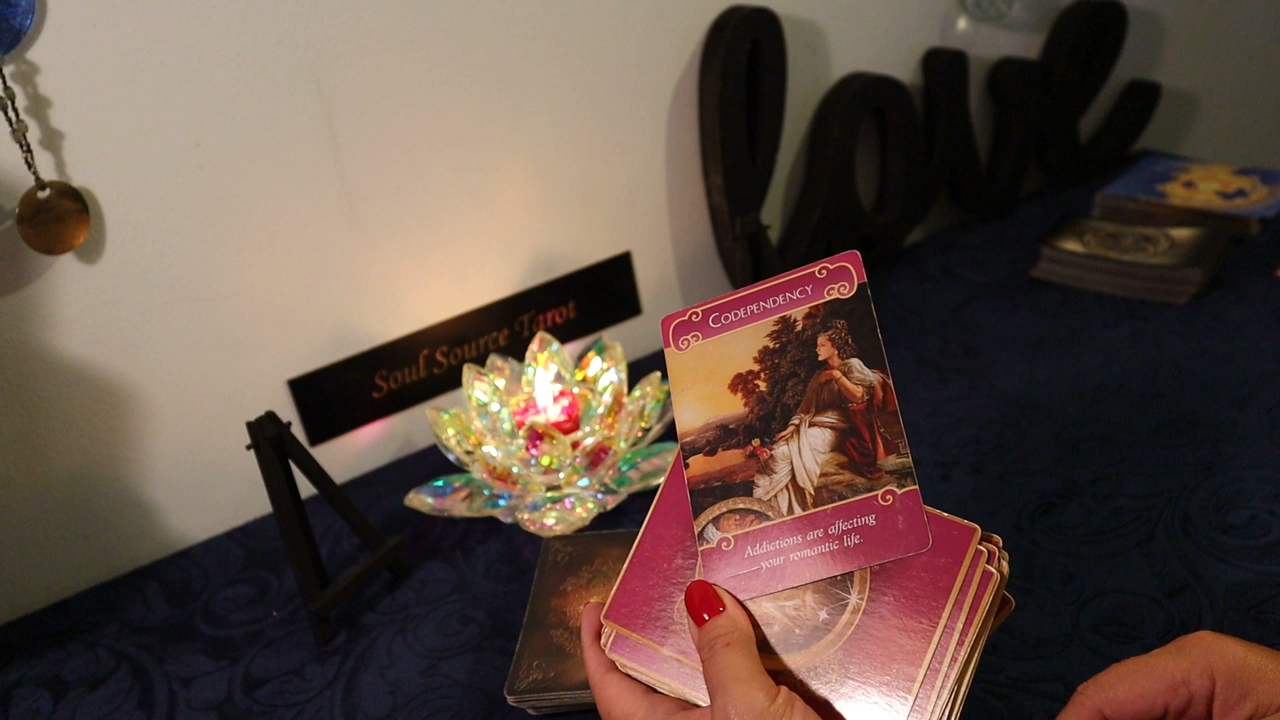 love
Soul Source Tarot
CODEPENDENCY
Addictions are affecting
your romantic life.